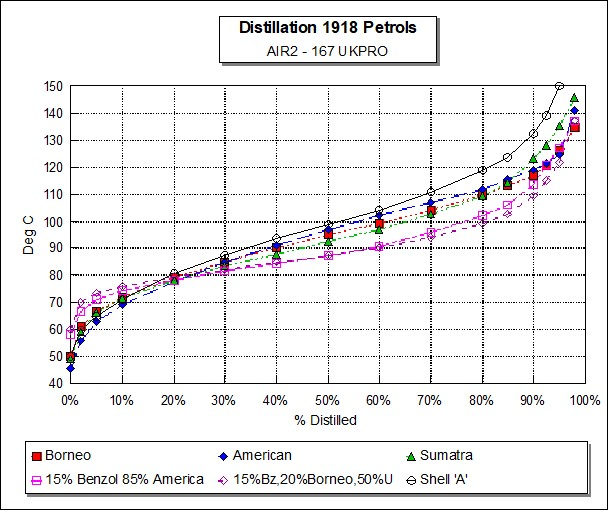 Distillation 1918 Petrols
AIR2 - 167 UKPRO
150
140
130
120
110
100
90
80
70
60
50
40
Deg C
0% 10% 20% 30% 40% 50% 60% 70% 80% 90% 100%
% Distilled
Borneo American Sumatra
15% Benzol 85% America 15%Bz,20%Borneo,50%U Shell 'A'